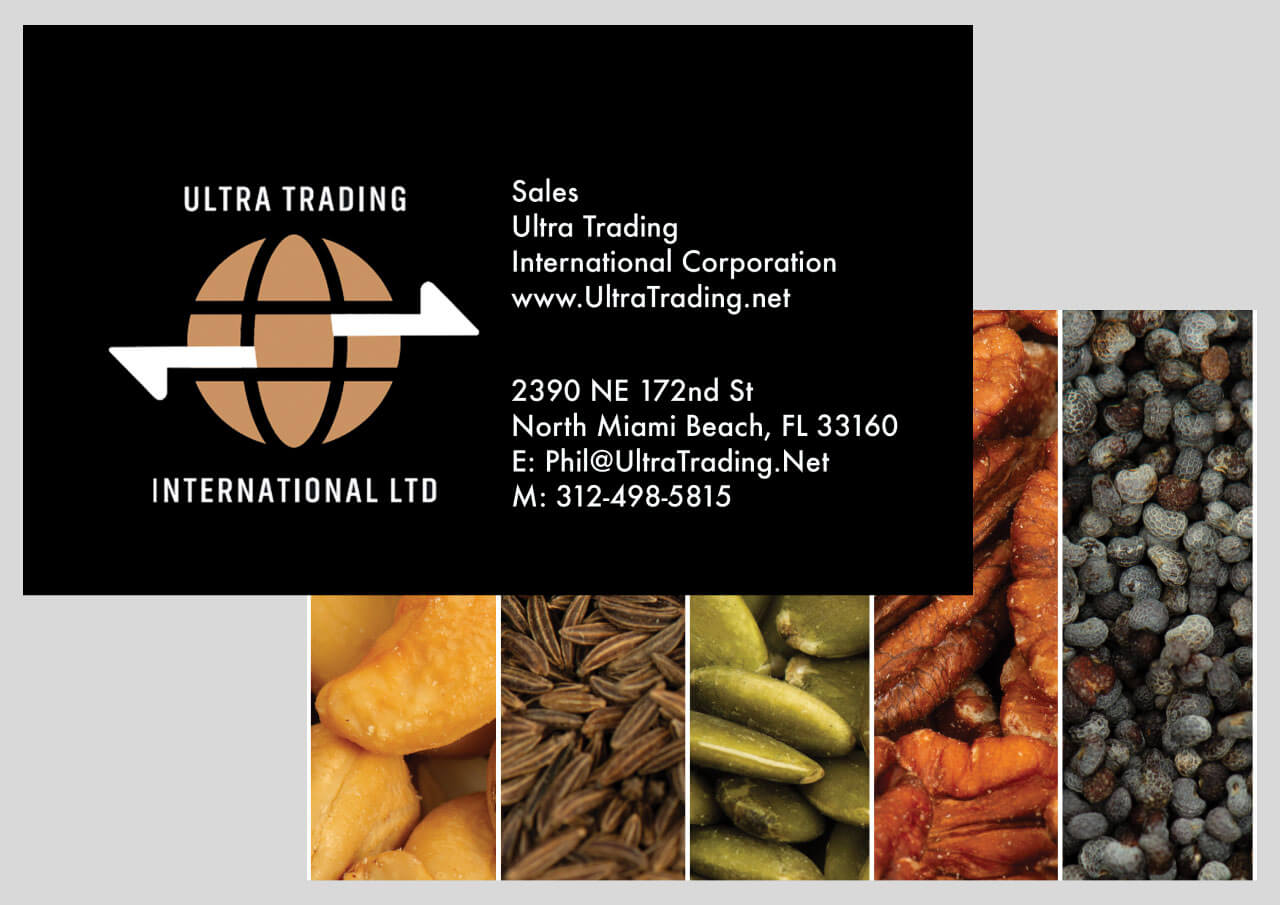 ULTRA TRADING
INTERNATIONAL LTD
Sales
Ultra Trading
International Corporation
www.UltraTrading.net
2390 NE 172nd St
North Miami Beach, FL 33160
E: Phil@UltraTrading.Net
M: 312-498-5815